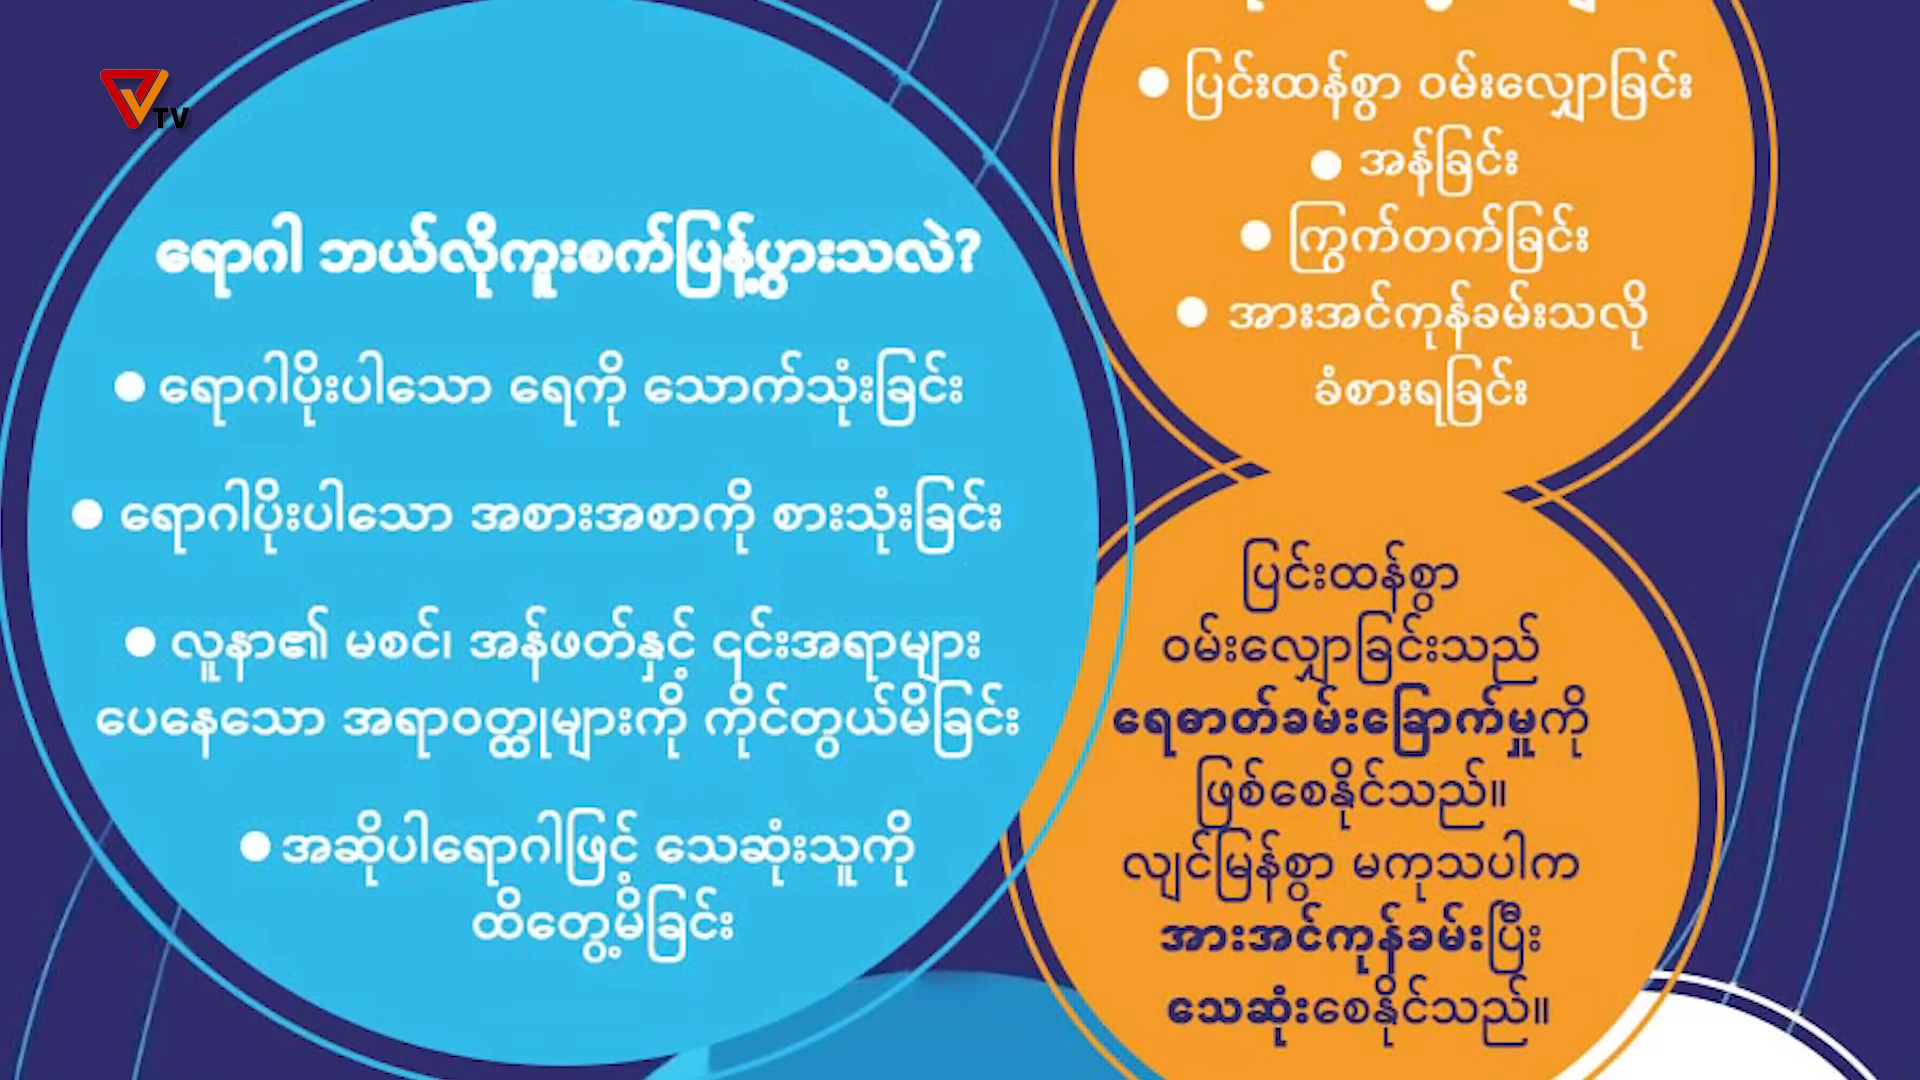 TV
ရောဂါ ဘယ်လိုကူးစက်ပြန့်ပွားသလဲ?
● ရောဂါပိုးပါသော ရေကို သောက်သုံးခြင်း
● ရောဂါပိုးပါသော အစားအစာကို စားသုံးခြင်း
● လူနာ၏ မစင်၊ အန်ဖတ်နှင့် ၎င်းအရာများ
ပေနေသော အရာဝတ္ထုများကို ကိုင်တွယ်မိခြင်း
● အဆိုပါရောဂါဖြင့် သေဆုံးသူကို
ထိတွေ့မိခြင်း
● ပြင်းထန်စွာ ဝမ်းလျှောခြင်း
● အန်ခြင်း
● ကြွက်တက်ခြင်း
● အားအင်ကုန်ခမ်းသလို
ခံစားရခြင်း
ပြင်းထန်စွာ
ဝမ်းလျှောခြင်းသည်
ရေဓာတ်ခမ်းခြောက်မှုကို
ဖြစ်စေနိုင်သည်။
လျင်မြန်စွာ မကုသပါက
အားအင်ကုန်ခမ်းပြီး
သေဆုံးစေနိုင်သည်။